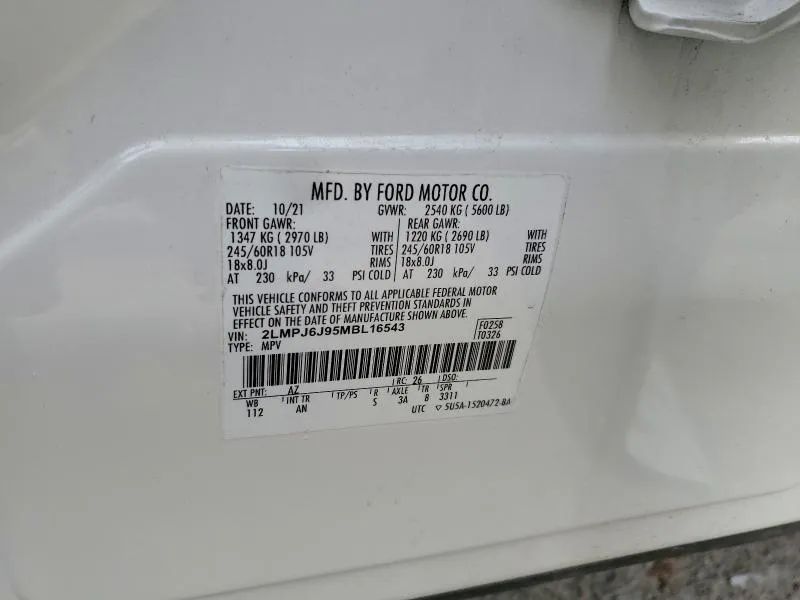 MFD. BY FORD MOTOR CO.
DATE: 10/21 GVWR: 2540 KG ( 5600 LB)
FRONT GAWR: REAR GAWR:
1347 KG ( 2970 LB) WITH 1220 KG ( 2690 LB) WITH
245/60R18 105V TIRES 245/60R18 105V TIRES
18x8.0J RIMS 18x8.0J RIMS
AT 230 kPa/ 33 PSI COLD AT 230 kPa/ 33 PSI COLD
THIS VEHICLE CONFORMS TO ALL APPLICABLE FEDERAL MOTOR
VEHICLE SAFETY AND THEFT PREVENTION STANDARDS IN
EFFECT ON THE DATE OF MANUFACTURE SHOWN ABOVE.
VIN: 2LMPJ6J95MBL16543 F0258
TYPE: MPV T0326
EXT PNT: AZ RC: 26 DSO:
WB INT TR TP/PS R AXLE TR SPR
112 AN S 3A 8 3311
UTC ▽ 5U5A-1520472-BA